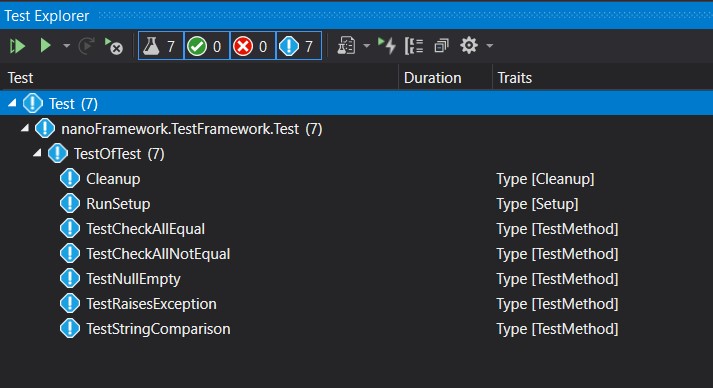 Test Explorer
7 0 0 7
Test Duration Traits
Test (7)
nanoFramework.TestFramework.Test (7)
TestOfTest (7)
Cleanup Type [Cleanup]
RunSetup Type [Setup]
TestCheckAllEqual Type [TestMethod]
TestCheckAllNotEqual Type [TestMethod]
TestNullEmpty Type [TestMethod]
TestRaisesException Type [TestMethod]
TestStringComparison Type [TestMethod]